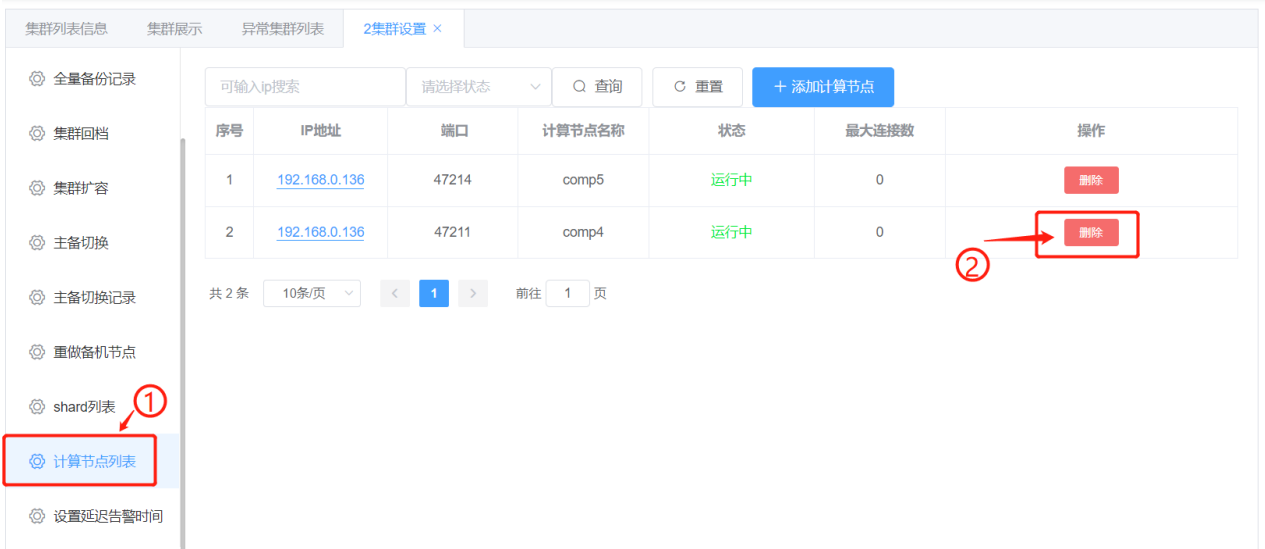 集群列表信息 集群展示 异常集群列表 2集群设置 ×
全量备份记录
集群回档
集群扩容
主备切换
主备切换记录
重做备机节点
shard列表
①
计算节点列表
设置延迟告警时间
可输入ip搜索 请选择状态 查询 重置 + 添加计算节点
序号 IP地址 端口 计算节点名称 状态 最大连接数 操作
1 192.168.0.136 47214 comp5 运行中 0 删除
2 192.168.0.136 47211 comp4 运行中 0 删除
②
共 2 条 10条/页 < 1 > 前往 1 页